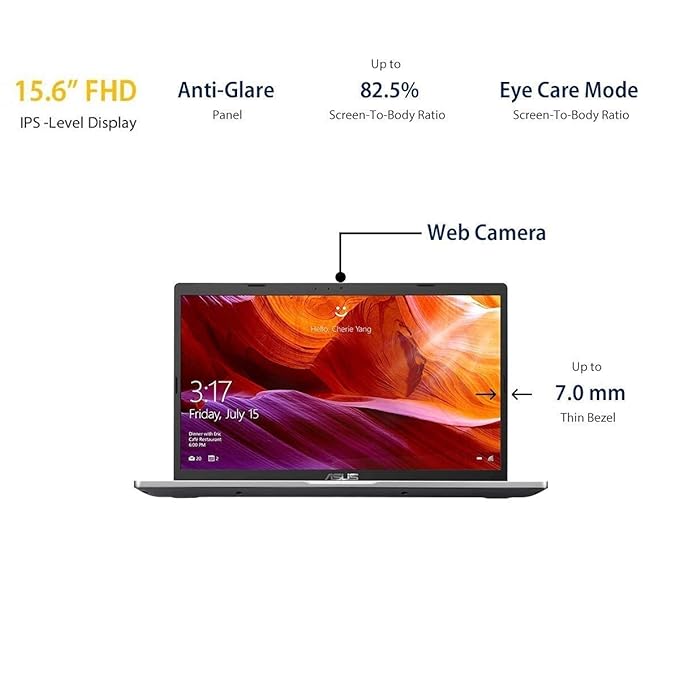 15.6” FHD
IPS -Level Display
Anti-Glare
Panel
Up to
82.5%
Screen-To-Body Ratio
Eye Care Mode
Screen-To-Body Ratio
Web Camera
Hello, Cherie Yang
3:17
Friday, July 15
Dinner with Eric
Café Restaurant
6:00 PM
20 2
Up to
7.0 mm
Thin Bezel
ASUS